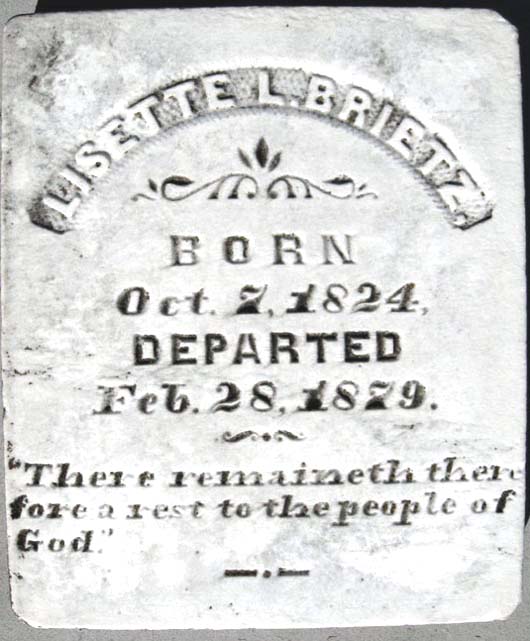 LISETTE L. BRIETZ.
BORN
Oct. 7, 1824,
DEPARTED
Feb. 28, 1879.
"There remaineth there
fore a rest to the people of
God."